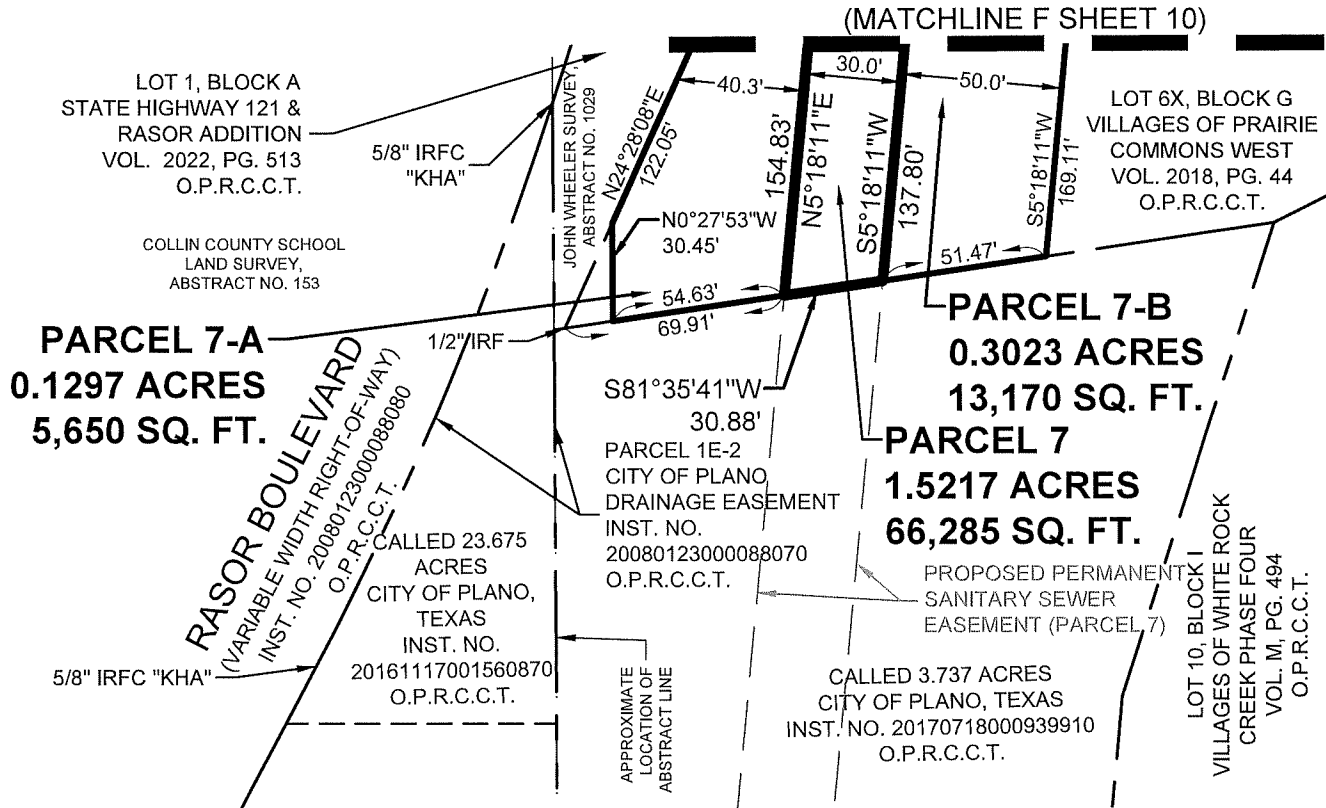 (MATCHLINE F SHEET 10)
LOT 1, BLOCK A
STATE HIGHWAY 121 &
RASOR ADDITION
VOL. 2022, PG. 513
O.P.R.C.C.T.
5/8" IRFC
"KHA"
JOHN WHEELER SURVEY,
ABSTRACT NO. 1029
N24°28'08"E
122.05'
40.3'
30.0'
50.0'
154.83'
N5°18'11"E
S5°18'11"W
137.80'
S5°18'11"W
169.11'
LOT 6X, BLOCK G
VILLAGES OF PRAIRIE
COMMONS WEST
VOL. 2018, PG. 44
O.P.R.C.C.T.
COLLIN COUNTY SCHOOL
LAND SURVEY,
ABSTRACT NO. 153
N0°27'53"W
30.45'
54.63'
69.91'
51.47'
PARCEL 7-A
0.1297 ACRES
5,650 SQ. FT.
1/2" IRF
S81°35'41"W
30.88'
PARCEL 7-B
0.3023 ACRES
13,170 SQ. FT.
PARCEL 7
1.5217 ACRES
66,285 SQ. FT.
RASOR BOULEVARD
(VARIABLE WIDTH RIGHT-OF-WAY)
INST. NO. 20080123000088080
O.P.R.C.C.T.
PARCEL 1E-2
CITY OF PLANO
DRAINAGE EASEMENT
INST. NO.
20080123000088070
O.P.R.C.C.T.
CALLED 23.675
ACRES
CITY OF PLANO,
TEXAS
INST. NO.
20161117001560870
O.P.R.C.C.T.
PROPOSED PERMANENT
SANITARY SEWER
EASEMENT (PARCEL 7)
5/8" IRFC "KHA"
APPROXIMATE
LOCATION OF
ABSTRACT LINE
CALLED 3.737 ACRES
CITY OF PLANO, TEXAS
INST. NO. 20170718000939910
O.P.R.C.C.T.
LOT 10, BLOCK I
VILLAGES OF WHITE ROCK
CREEK PHASE FOUR
VOL. M, PG. 494
O.P.R.C.C.T.